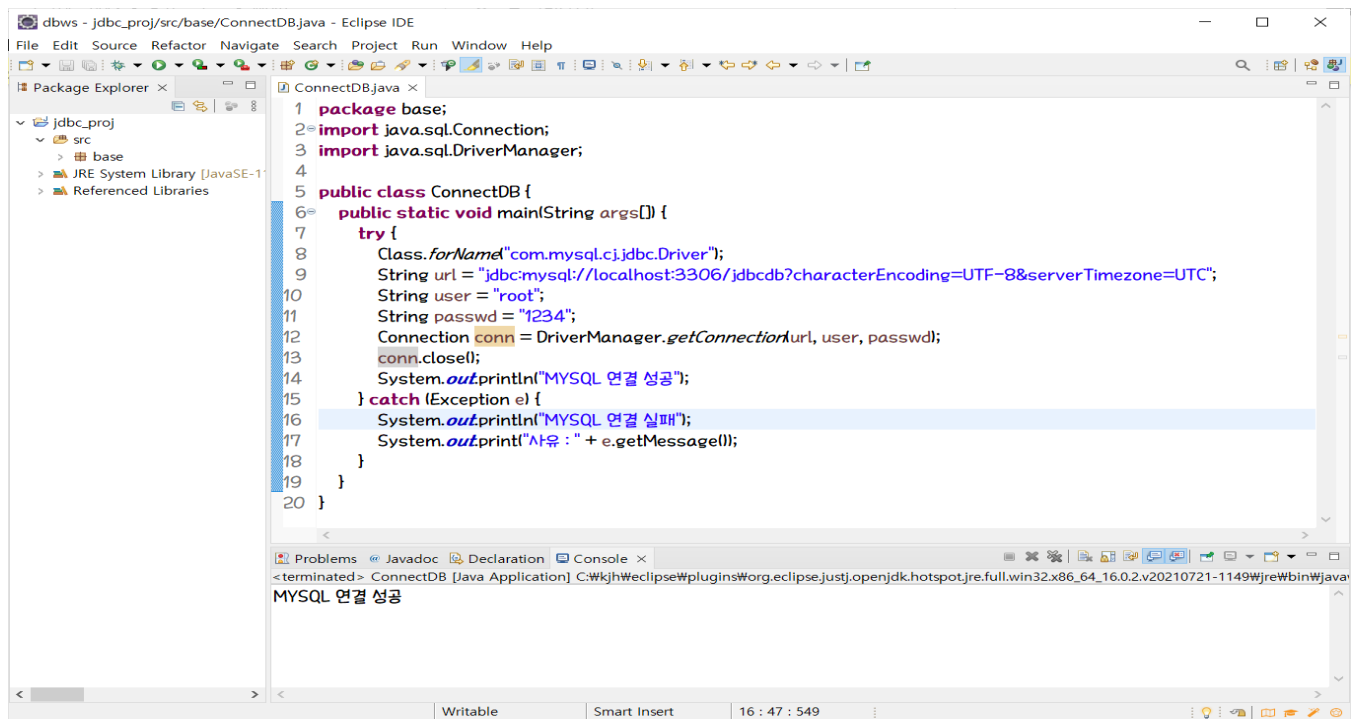 dbws - jdbc_proj/src/base/ConnectDB.java - Eclipse IDE
File Edit Source Refactor Navigate Search Project Run Window Help
Package Explorer
jdbc_proj
src
base
JRE System Library [JavaSE-1
Referenced Libraries
ConnectDB.java
1 package base;
2 import java.sql.Connection;
3 import java.sql.DriverManager;
4
5 public class ConnectDB {
6 public static void main(String args[]) {
7 try {
8 Class.forName("com.mysql.cj.jdbc.Driver");
9 String url = "jdbc:mysql://localhost:3306/jdbcdb?characterEncoding=UTF-8&serverTimezone=UTC";
10 String user = "root";
11 String passwd = "1234";
12 Connection conn = DriverManager.getConnection(url, user, passwd);
13 conn.close();
14 System.out.println("MYSQL 연결 성공");
15 } catch (Exception e) {
16 System.out.println("MYSQL 연결 실패");
17 System.out.print("사유 : " + e.getMessage());
18 }
19 }
20 }
Problems Javadoc Declaration Console
<terminated> ConnectDB [Java Application] C:₩kjh₩eclipse₩plugins₩org.eclipse.justj.openjdk.hotspot.jre.full.win32.x86_64_16.0.2.v20210721-1149₩jre₩bin₩java
MYSQL 연결 성공
Writable Smart Insert 16 : 47 : 549